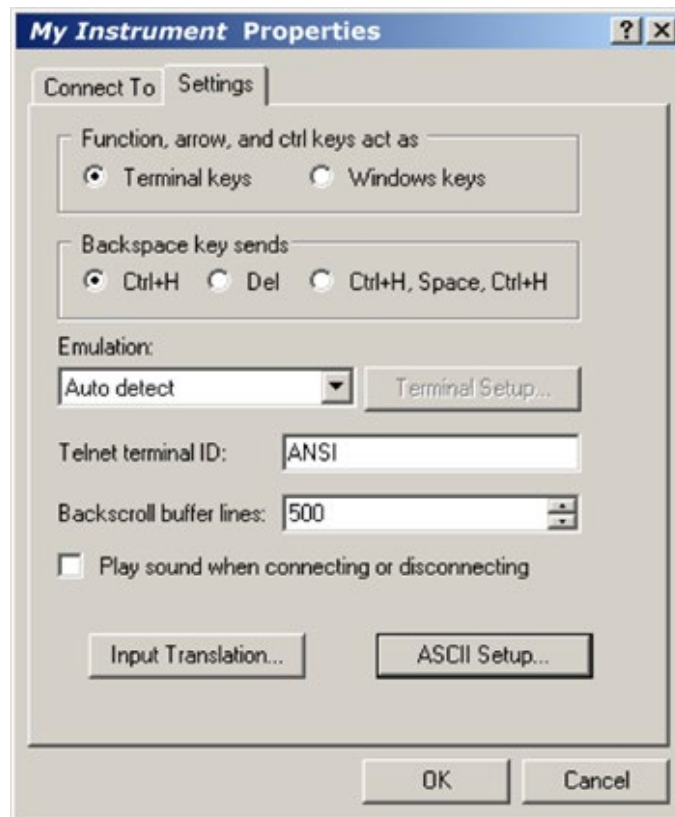 My Instrument Properties
Connect To Settings
Function, arrow, and ctrl keys act as
Terminal keys Windows keys
Backspace key sends
Ctrl+H Del Ctrl+H, Space, Ctrl+H
Emulation:
Auto detect Terminal Setup...
Telnet terminal ID: ANSI
Backscroll buffer lines: 500
Play sound when connecting or disconnecting
Input Translation... ASCII Setup...
OK Cancel